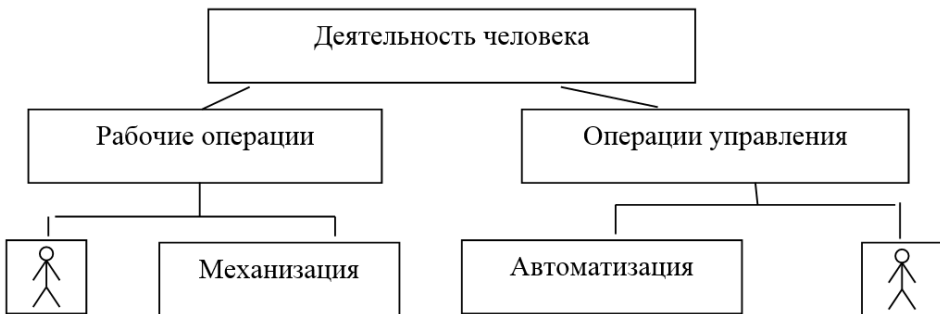 Деятельность человека
Рабочие операции
Операции управления
Механизация
Автоматизация